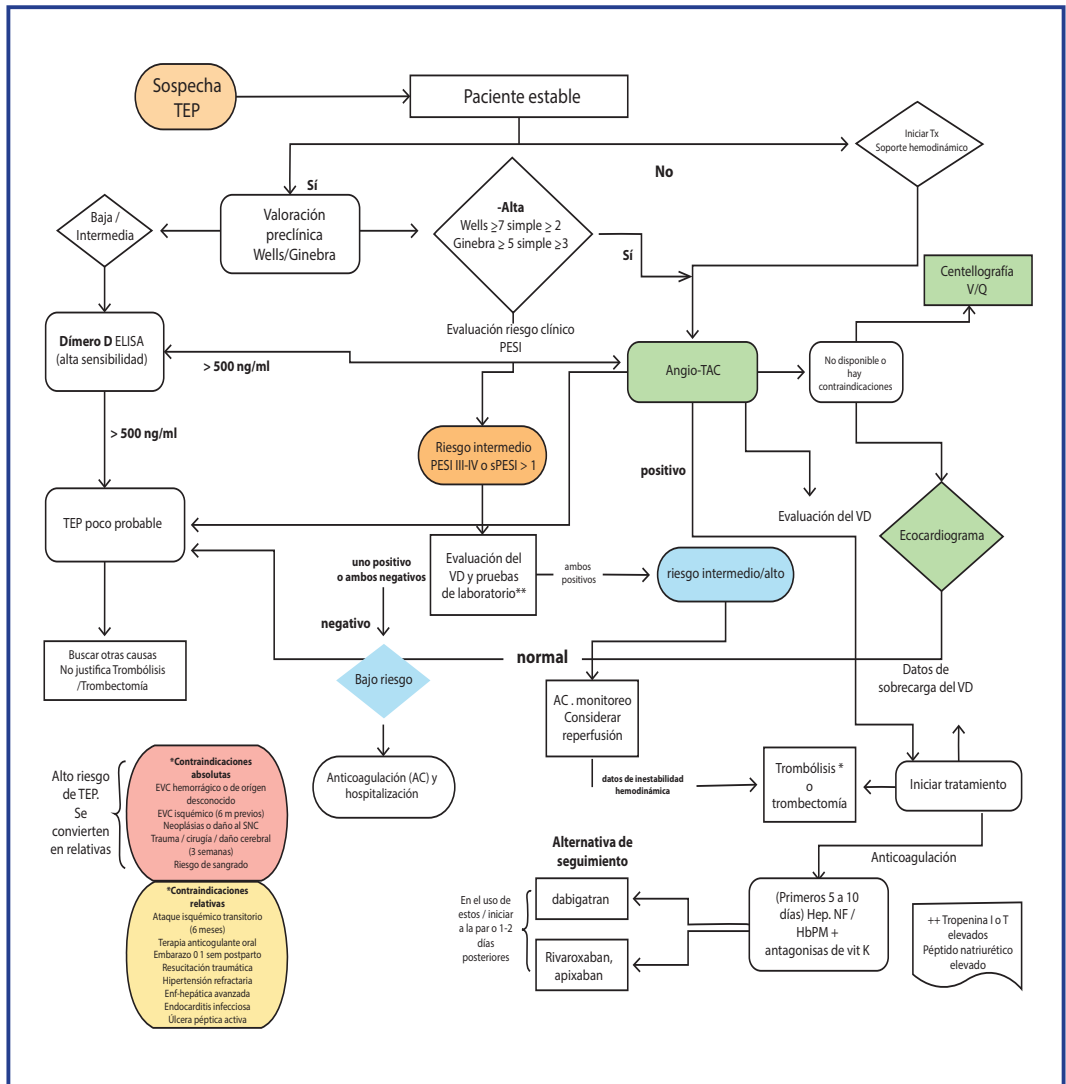 Sospecha
TEP
Paciente estable
Iniciar Tx
Soporte hemodinámico
No
Sí
Baja /
Intermedia
Valoración
preclínica
Wells/Ginebra
-Alta
Wells ≥7 simple ≥ 2
Ginebra ≥ 5 simple ≥3
Sí
Centellografía
V/Q
Dímero D ELISA
(alta sensibilidad)
> 500 ng/ml
Evaluación riesgo clínico
PESI
Angio-TAC
No disponible o
hay
contraindicaciones
> 500 ng/ml
Riesgo intermedio
PESI III-IV o sPESI > 1
positivo
Evaluación del VD
Ecocardiograma
TEP poco probable
uno positivo
o ambos negativos
Evaluación del
VD y pruebas
de laboratorio**
ambos
positivos
riesgo intermedio/alto
negativo
normal
Buscar otras causas
No justifica Trombólisis
/Trombectomía
Bajo riesgo
AC . monitoreo
Considerar
reperfusión
Datos de
sobrecarga del VD
Anticoagulación (AC) y
hospitalización
datos de inestabilidad
hemodinámica
Trombólisis *
o
trombectomía
Iniciar tratamiento
Alto riesgo
de TEP.
Se
convierten
en relativas
*Contraindicaciones
absolutas
EVC hemorrágico o de origen
desconocido
EVC isquémico (6 m previos)
Neoplásias o daño al SNC
Trauma / cirugía / daño cerebral
(3 semanas)
Riesgo de sangrado
*Contraindicaciones
relativas
Ataque isquémico transitorio
(6 meses)
Terapia anticogulante oral
Embarazo 0 1 sem postparto
Resucitación traumática
Hipertensión refractaria
Enf-hepática avanzada
Endocarditis infecciosa
Úlcera péptica activa
Anticoagulación
Alternativa de
seguimiento
En el uso de
estos / iniciar
a la par o 1-2
días
posteriores
dabigatran
Rivaroxaban,
apixaban
(Primeros 5 a 10
días) Hep. NF /
HbPM +
antagonisas de vit K
++ Tropenina I o T
elevados
Péptido natriurético
elevado